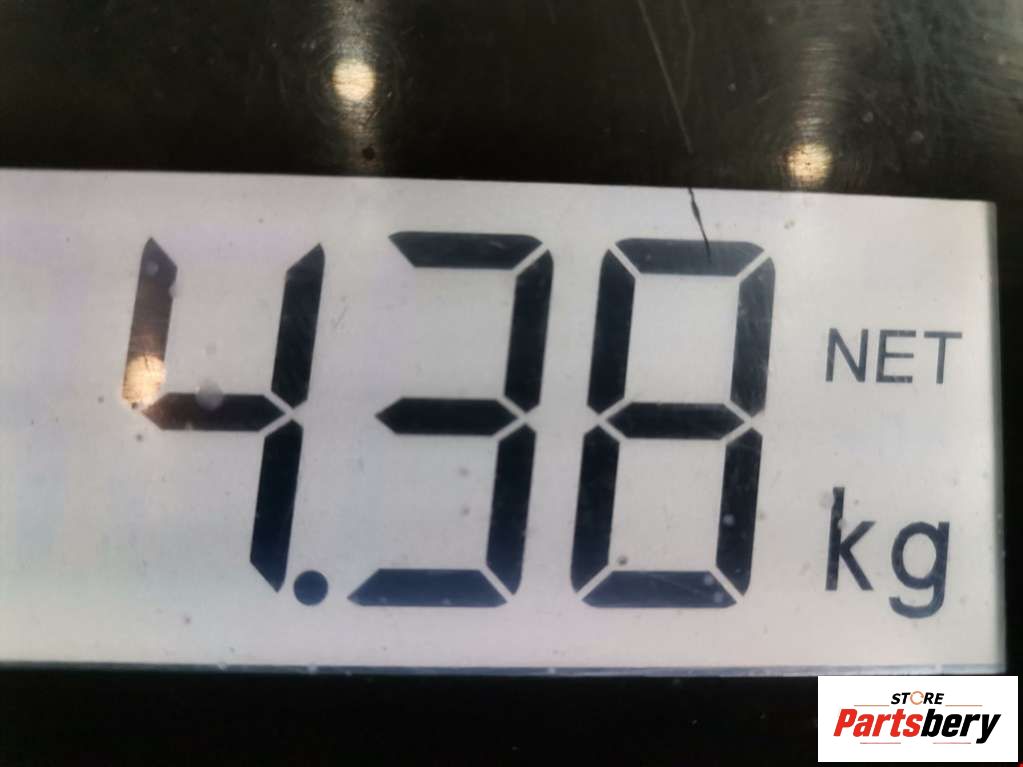 4.38
NET
kg
STORE
Partsbery